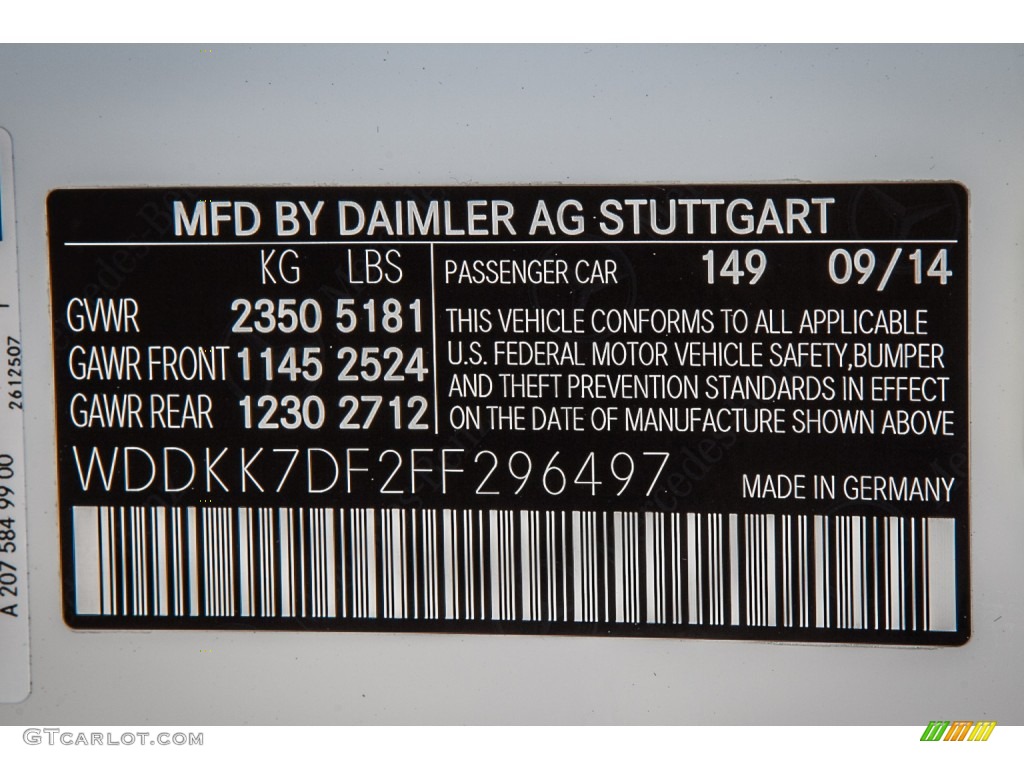 MFD BY DAIMLER AG STUTTGART
KG LBS
GVWR 2350 5181
GAWR FRONT 1145 2524
GAWR REAR 1230 2712
PASSENGER CAR 149 09/14
THIS VEHICLE CONFORMS TO ALL APPLICABLE
U.S. FEDERAL MOTOR VEHICLE SAFETY,BUMPER
AND THEFT PREVENTION STANDARDS IN EFFECT
ON THE DATE OF MANUFACTURE SHOWN ABOVE
WDDKK7DF2FF296497
MADE IN GERMANY
A 207 584 99 00
2612507
GTCARLOT.COM